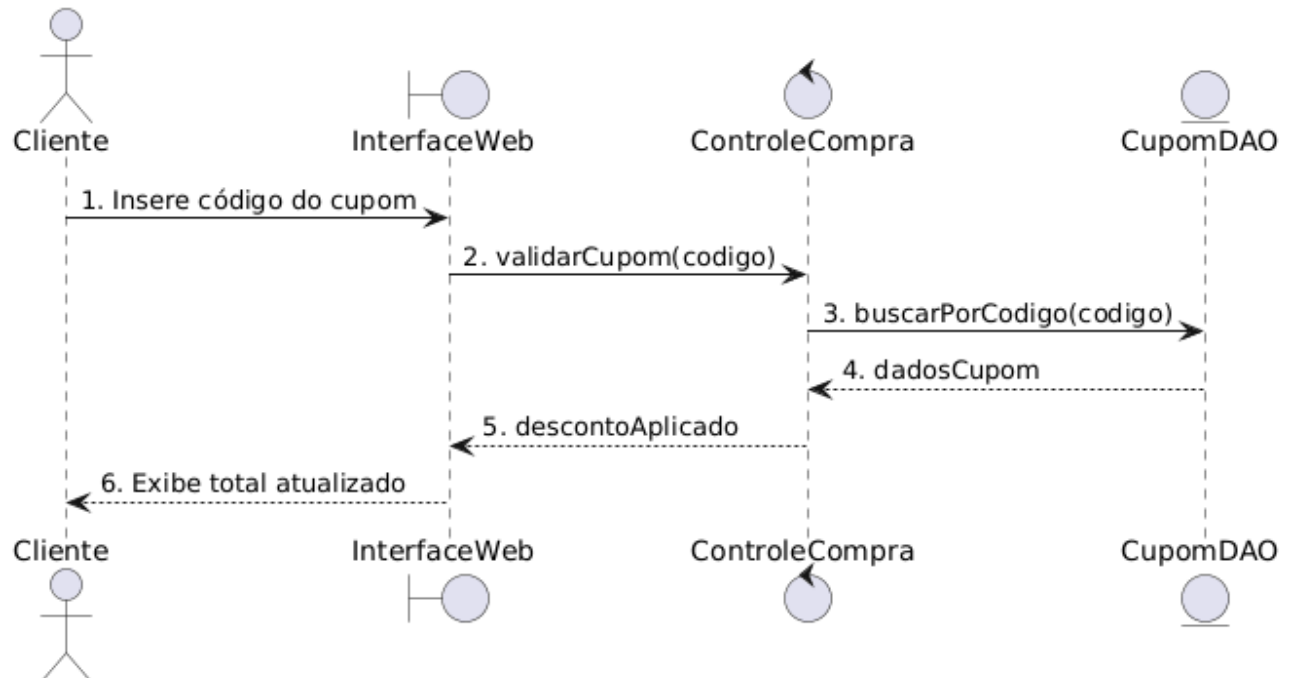 Cliente
InterfaceWeb
ControleCompra
CupomDAO
1. Insere código do cupom
2. validarCupom(codigo)
3. buscarPorCodigo(codigo)
4. dadosCupom
5. descontoAplicado
6. Exibe total atualizado
Cliente
InterfaceWeb
ControleCompra
CupomDAO